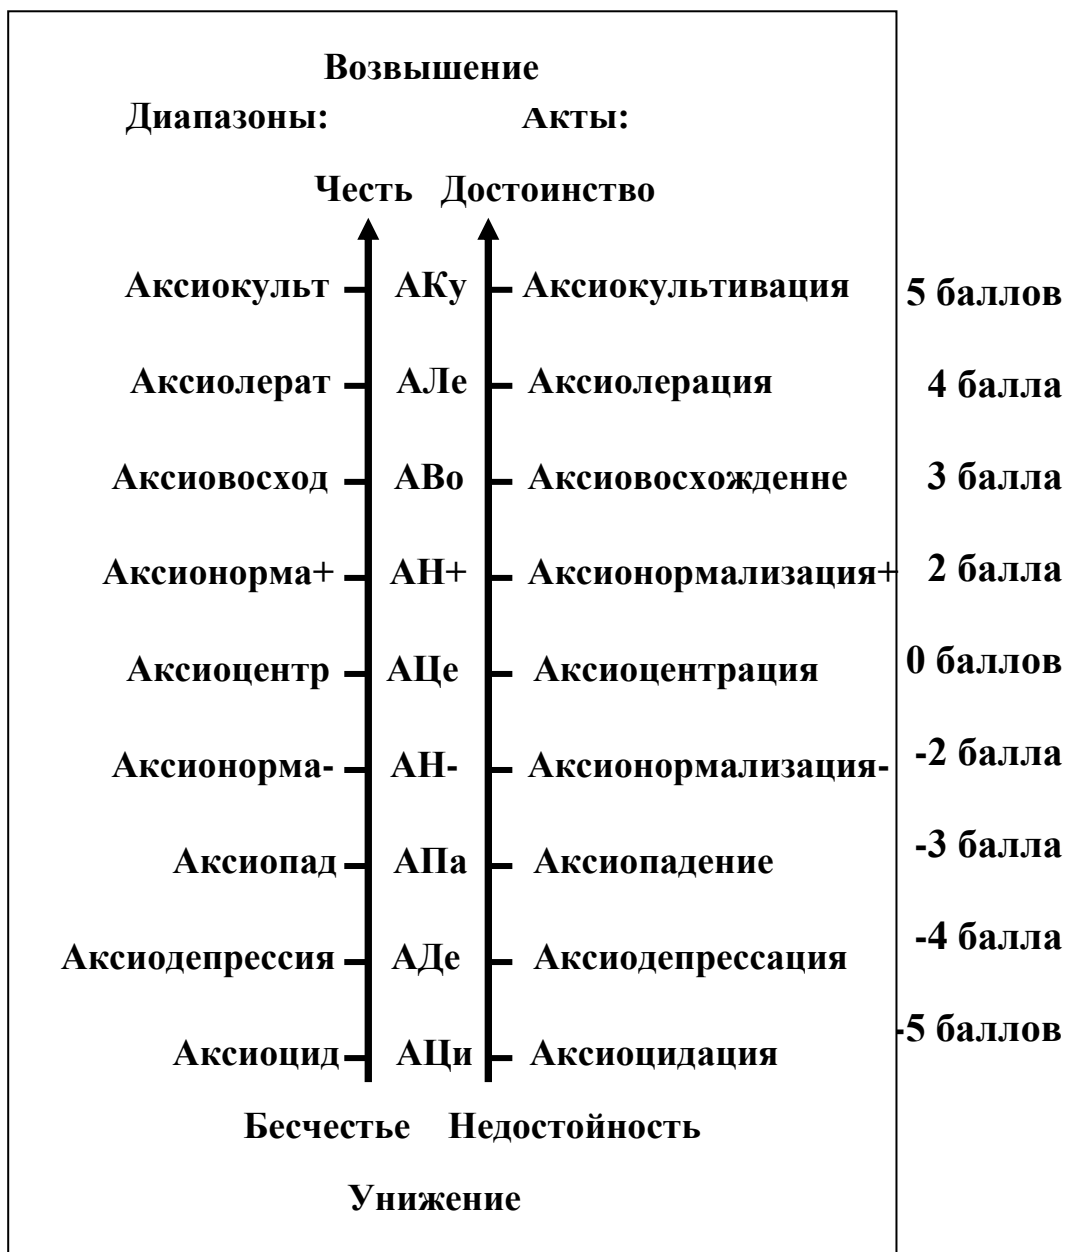 Возвышение
Диапазоны: Акты:
Честь Достоинство
Аксиокульт АКу Аксиокультивация 5 баллов
Аксиолерат АЛе Аксиолерация 4 балла
Аксиовосход АВо Аксиовосхожденне 3 балла
Аксионорма+ АН+ Аксионормализация+ 2 балла
Аксиоцентр АЦе Аксиоцентрация 0 баллов
Аксионорма- АН- Аксионормализация- -2 балла
Аксиопад АПа Аксиопадение -3 балла
Аксиодепрессия АДе Аксиодепрессация -4 балла
Аксиоцид АЦи Аксиоцидация -5 баллов
Бесчестье Недостойность
Унижение